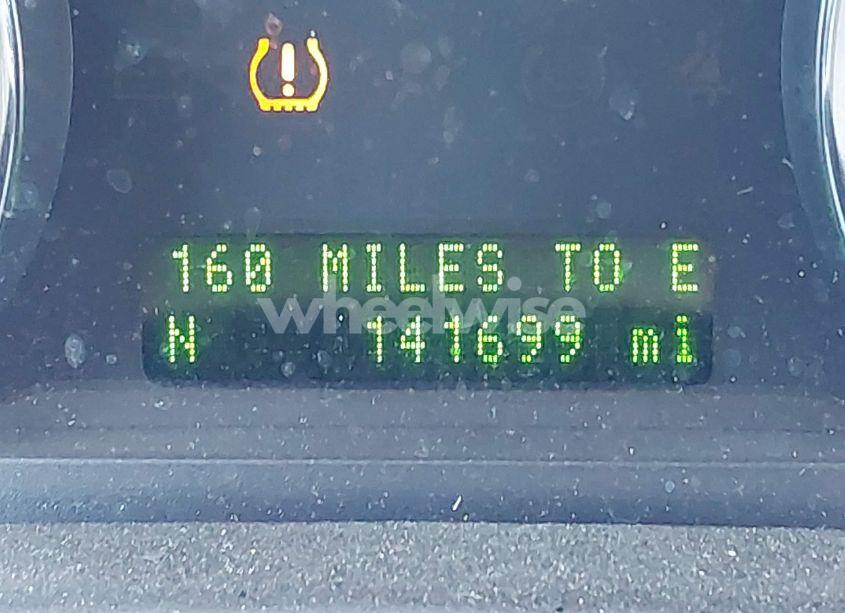 160 MILES TO E
wheelwise
N 141699 mi